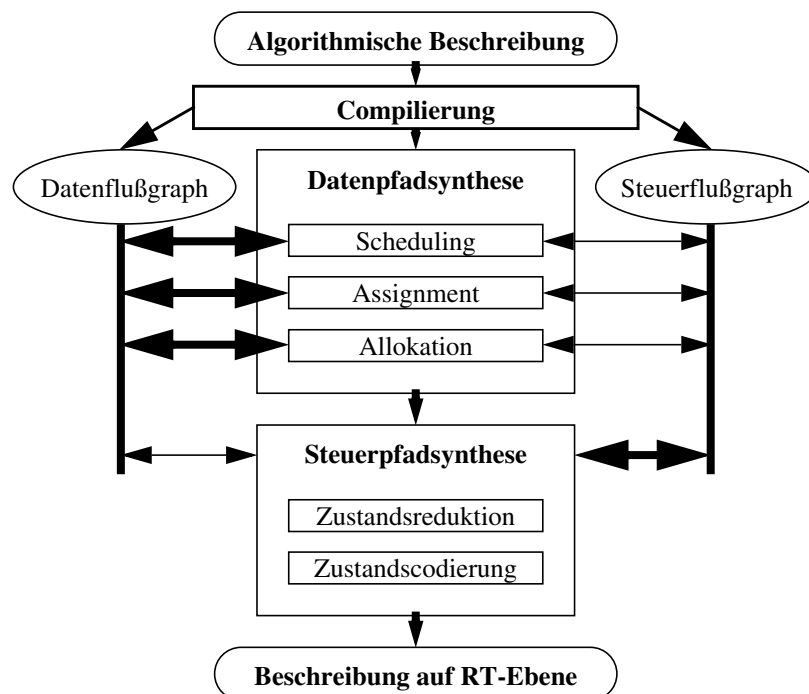 Algorithmische Beschreibung
Compilierung
Datenflußgraph
Datenpfadsynthese
Steuerflußgraph
Scheduling
Assignment
Allokation
Steuerpfadsynthese
Zustandsreduktion
Zustandscodierung
Beschreibung auf RT-Ebene